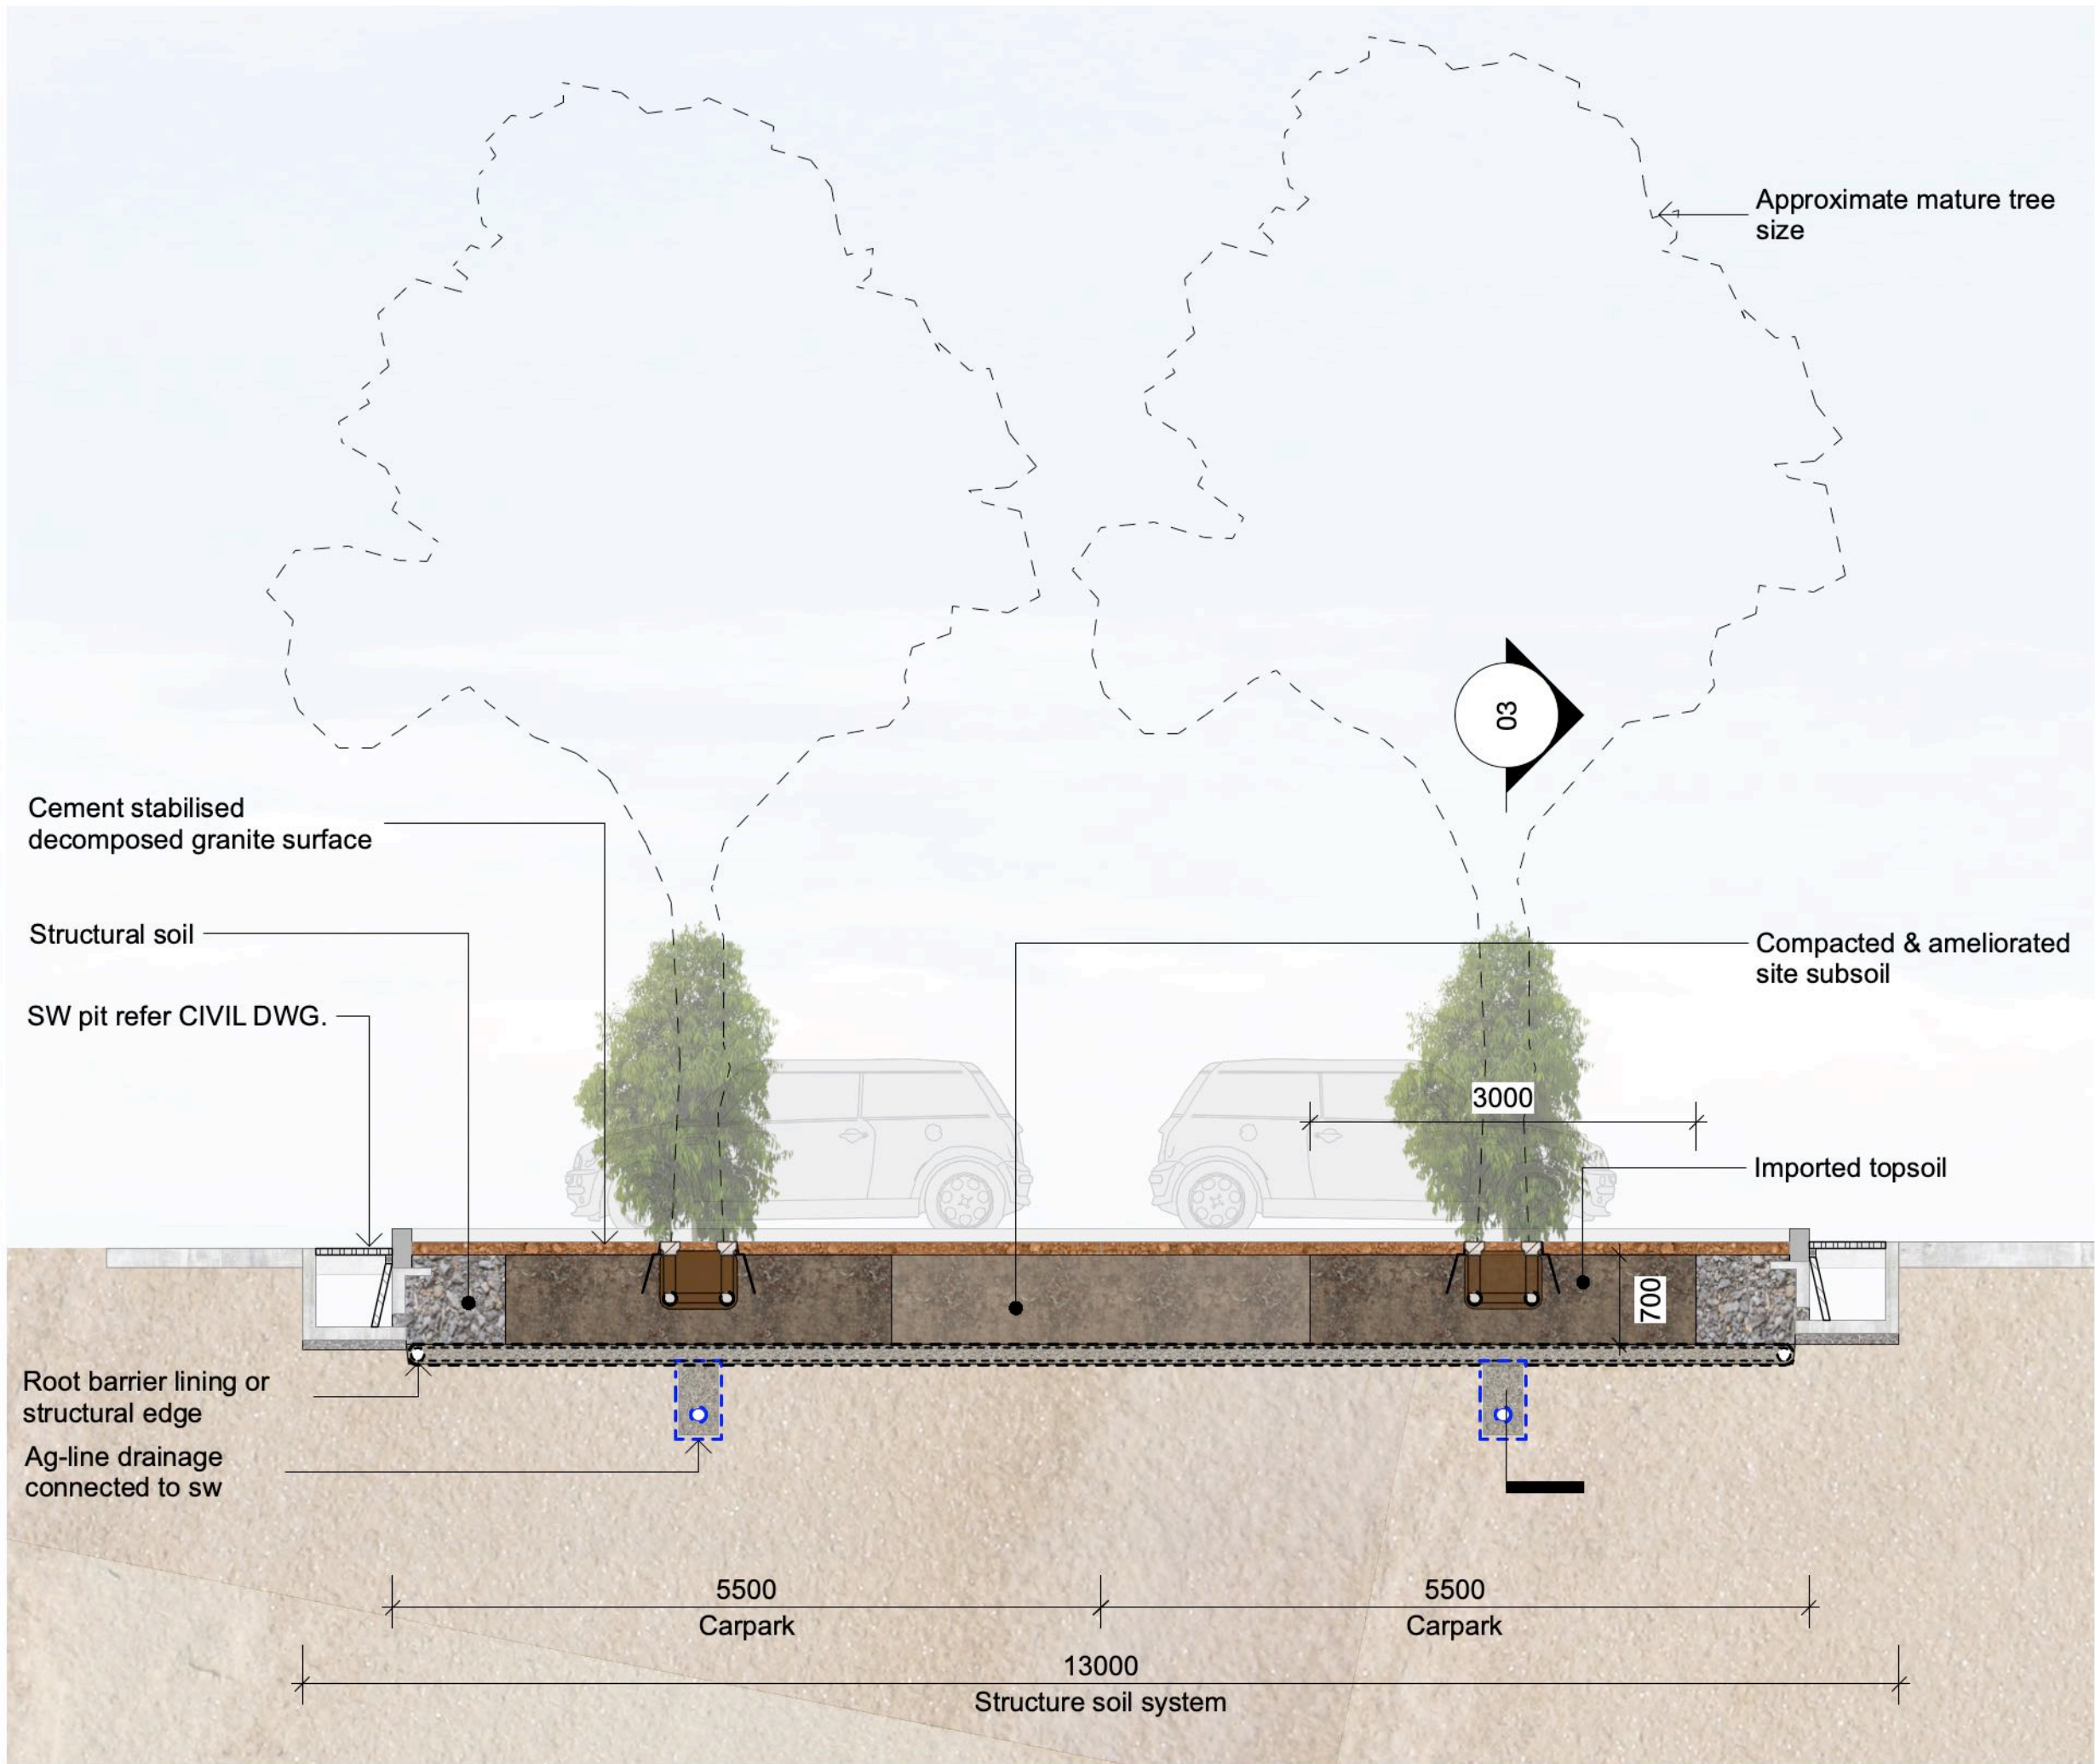 Approximate mature tree
size
03
Cement stabilised
decomposed granite surface
Structural soil
Compacted & ameliorated
site subsoil
SW pit refer CIVIL DWG.
3000
Imported topsoil
700
Root barrier lining or
structural edge
Ag-line drainage
connected to sw
5500
Carpark
5500
Carpark
13000
Structure soil system